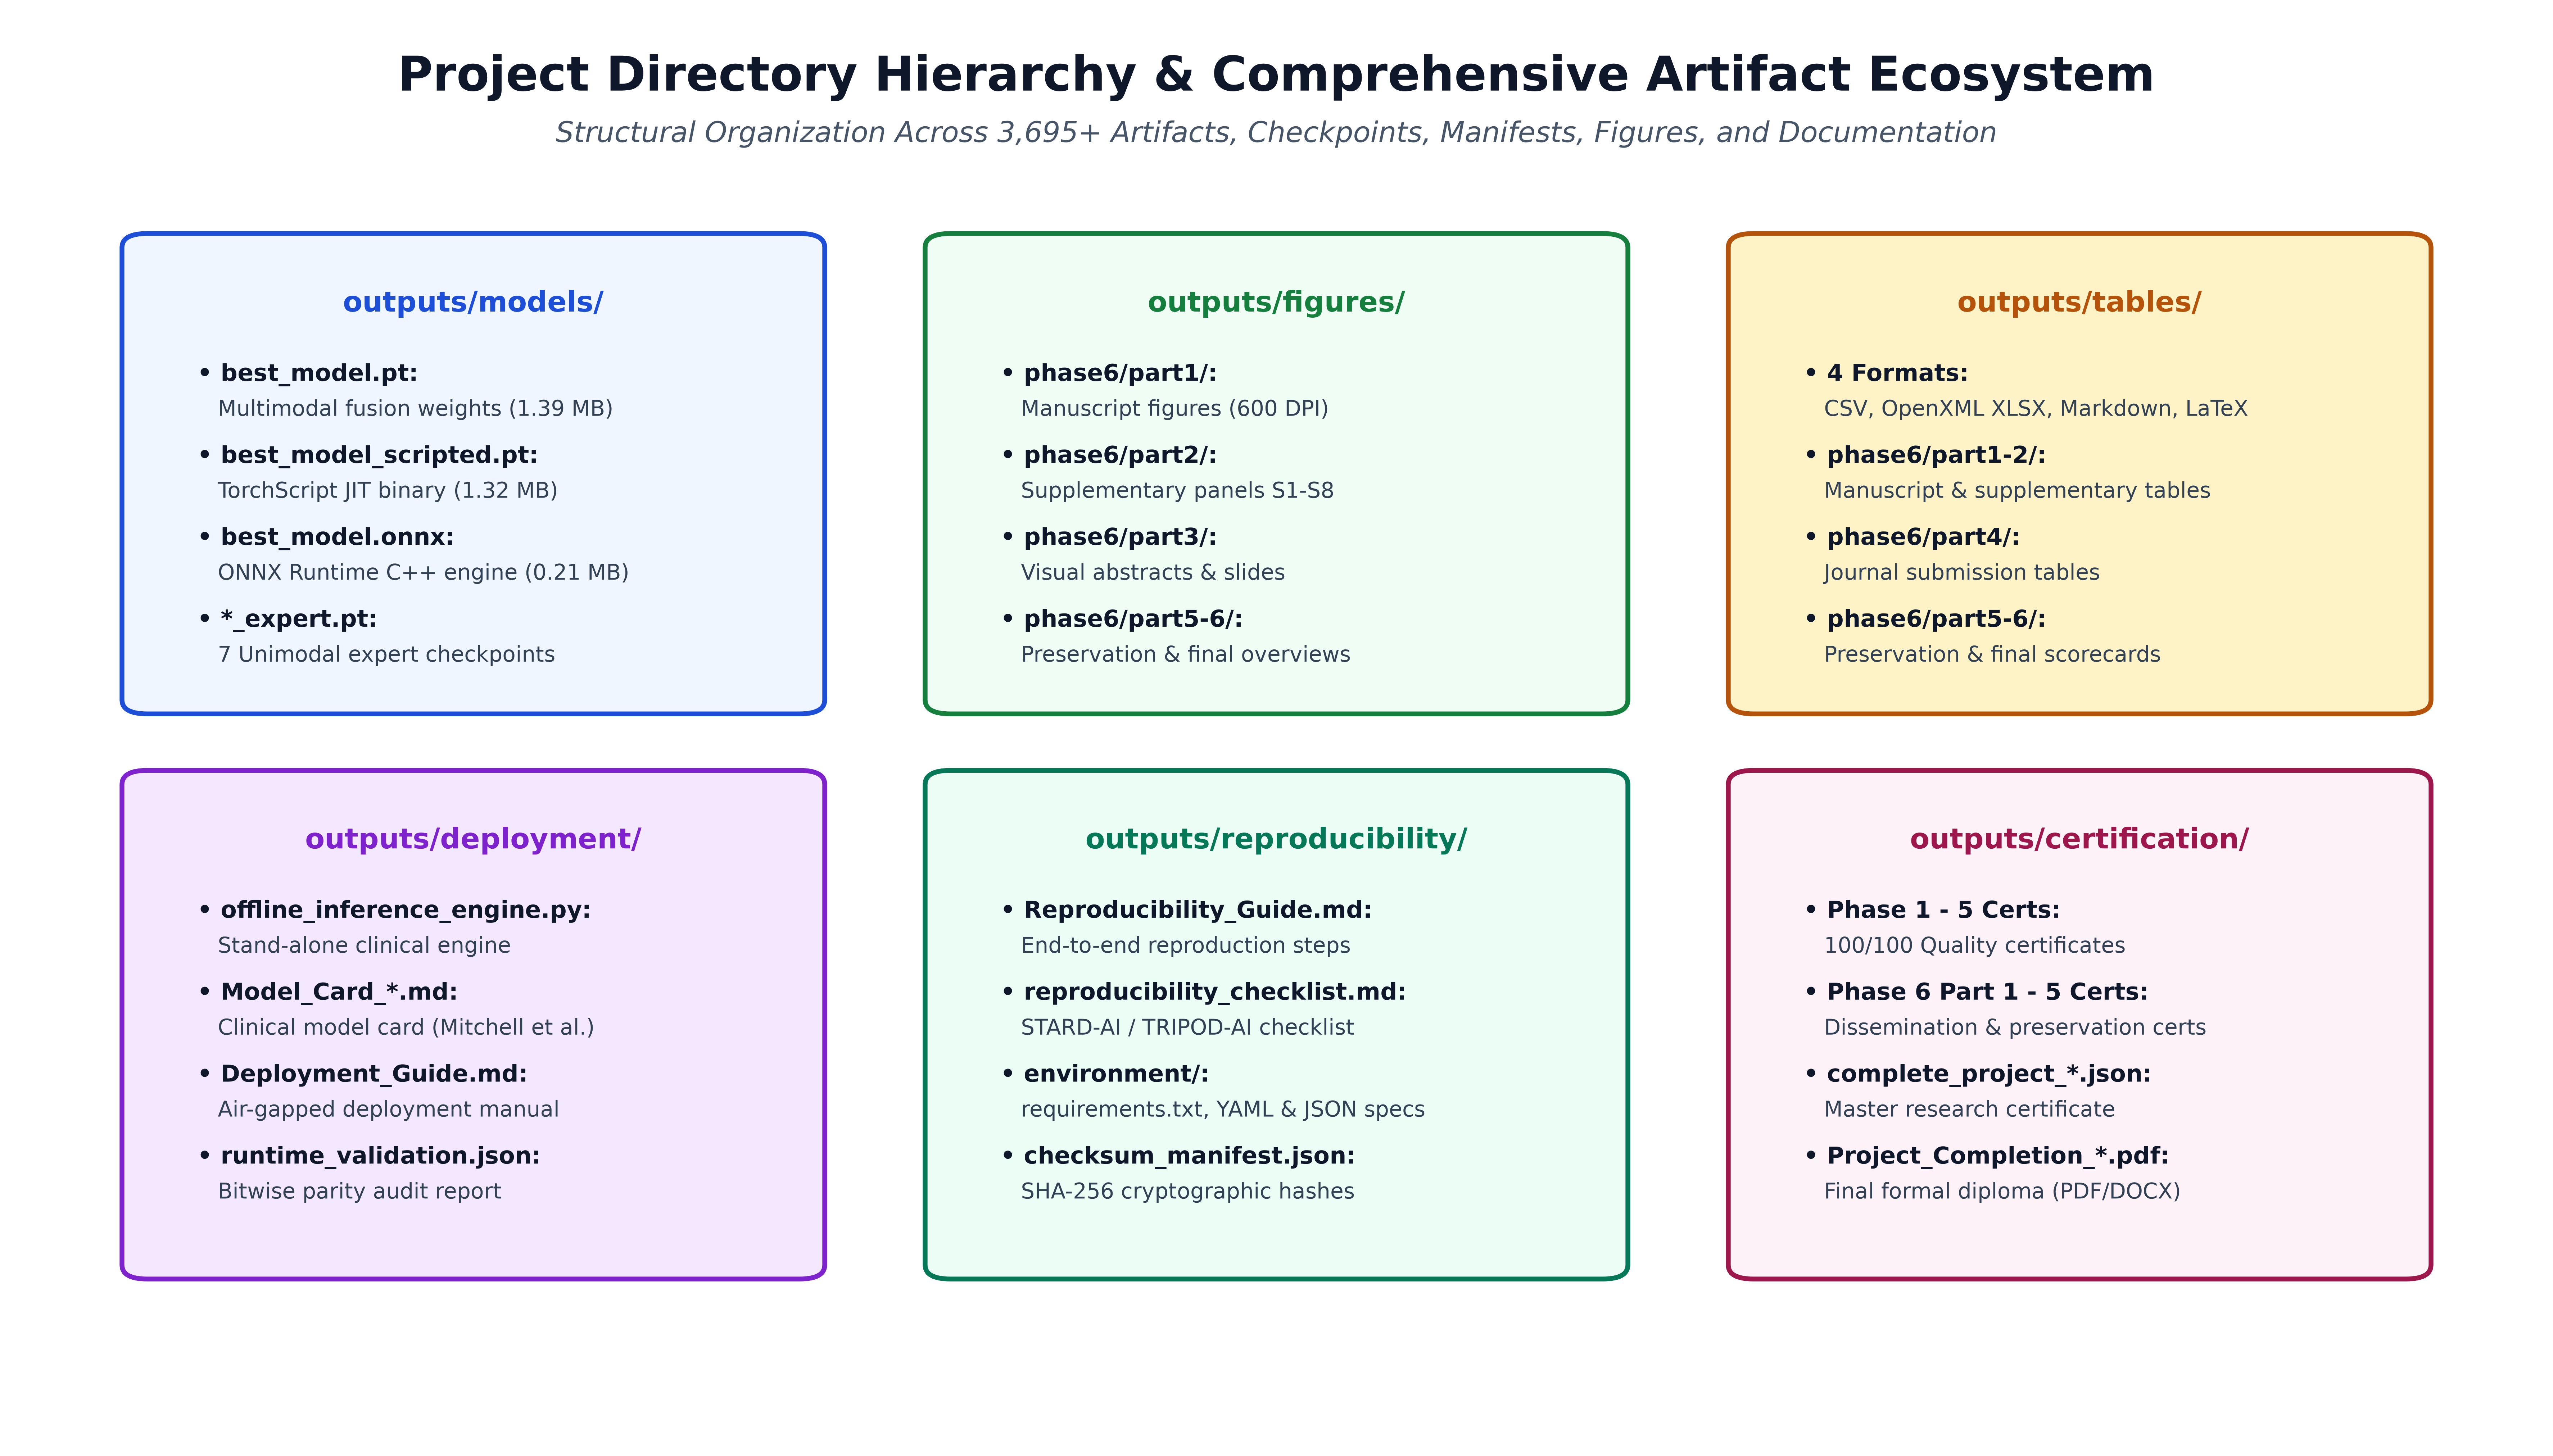 Project Directory Hierarchy & Comprehensive Artifact Ecosystem
Structural Organization Across 3,695+ Artifacts, Checkpoints, Manifests, Figures, and Documentation
outputs/models/
• best_model.pt:
Multimodal fusion weights (1.39 MB)
• best_model_scripted.pt:
TorchScript JIT binary (1.32 MB)
• best_model.onnx:
ONNX Runtime C++ engine (0.21 MB)
• *_expert.pt:
7 Unimodal expert checkpoints
outputs/figures/
• phase6/part1/:
Manuscript figures (600 DPI)
• phase6/part2/:
Supplementary panels S1-S8
• phase6/part3/:
Visual abstracts & slides
• phase6/part5-6/:
Preservation & final overviews
outputs/tables/
• 4 Formats:
CSV, OpenXML XLSX, Markdown, LaTeX
• phase6/part1-2/:
Manuscript & supplementary tables
• phase6/part4/:
Journal submission tables
• phase6/part5-6/:
Preservation & final scorecards
outputs/deployment/
• offline_inference_engine.py:
Stand-alone clinical engine
• Model_Card_*.md:
Clinical model card (Mitchell et al.)
• Deployment_Guide.md:
Air-gapped deployment manual
• runtime_validation.json:
Bitwise parity audit report
outputs/reproducibility/
• Reproducibility_Guide.md:
End-to-end reproduction steps
• reproducibility_checklist.md:
STARD-AI / TRIPOD-AI checklist
• environment/:
requirements.txt, YAML & JSON specs
• checksum_manifest.json:
SHA-256 cryptographic hashes
outputs/certification/
• Phase 1 - 5 Certs:
100/100 Quality certificates
• Phase 6 Part 1 - 5 Certs:
Dissemination & preservation certs
• complete_project_*.json:
Master research certificate
• Project_Completion_*.pdf:
Final formal diploma (PDF/DOCX)